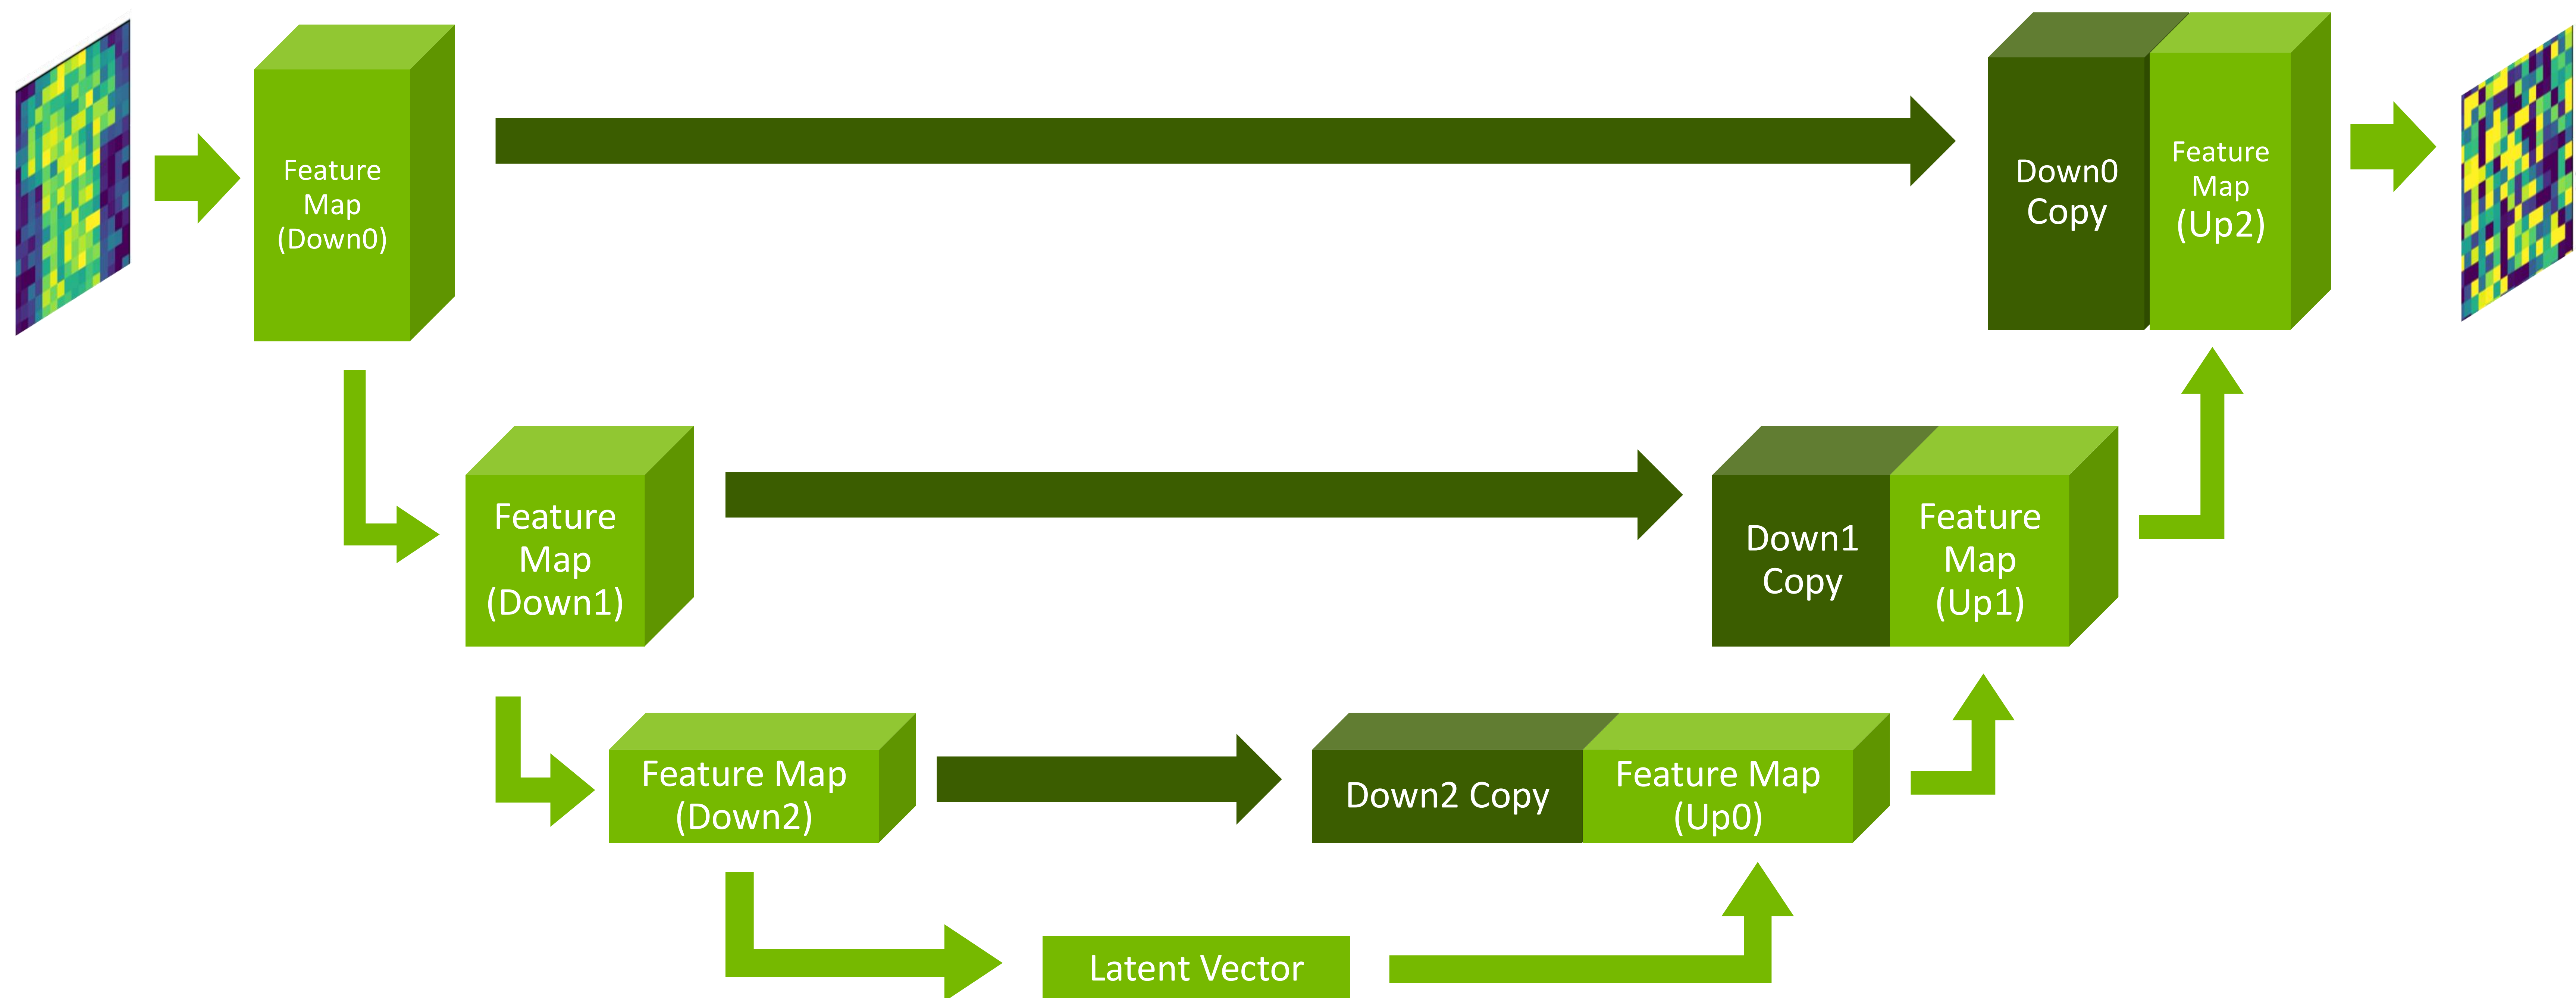 Feature
Map
(Down0)
Down0
Copy
Feature
Map
(Up2)
Feature
Map
(Down1)
Down1
Copy
Feature
Map
(Up1)
Feature Map
(Down2)
Down2 Copy
Feature Map
(Up0)
Latent Vector